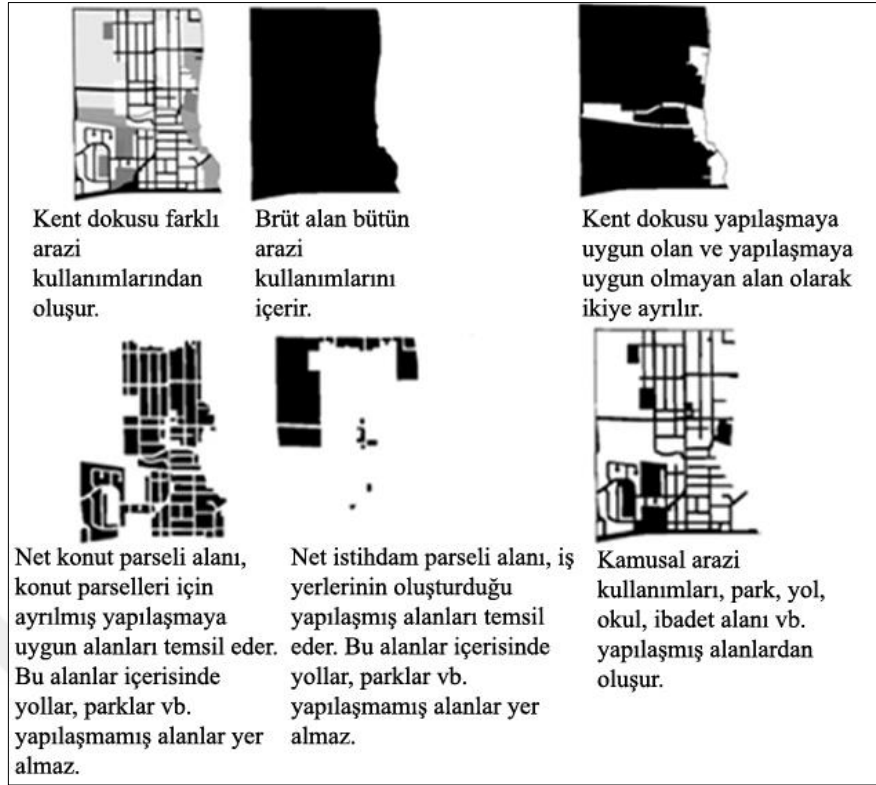 Kent dokusu farklı
arazi
kullanımlarından
oluşur.
Brüt alan bütün
arazi
kullanımlarını
içerir.
Kent dokusu yapılaşmaya
uygun olan ve yapılaşmaya
uygun olmayan alan olarak
ikiye ayrılır.
Net konut parseli alanı,
konut parselleri için
ayrılmış yapılaşmaya
uygun alanları temsil eder.
Bu alanlar içerisinde
yollar, parklar vb.
yapılaşmamış alanlar yer
almaz.
Net istihdam parseli alanı, iş
yerlerinin oluşturduğu
yapılaşmış alanları temsil
eder. Bu alanlar içerisinde
yollar, parklar vb.
yapılaşmamış alanlar yer
almaz.
Kamusal arazi
kullanımları, park, yol,
okul, ibadet alanı vb.
yapılaşmış alanlardan
oluşur.